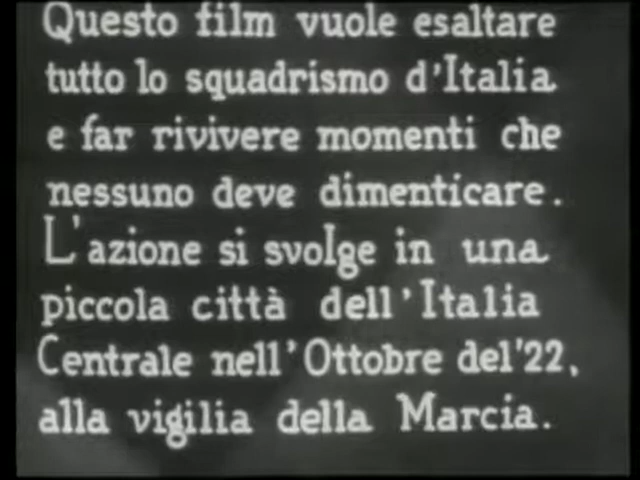 Questo film vuole esaltare
tutto lo squadrismo d'Italia
e far rivivere momenti che
nessuno deve dimenticare.
L'azione si svolge in una
piccola città dell'Italia
Centrale nell'Ottobre del'22,
alla vigilia della Marcia.